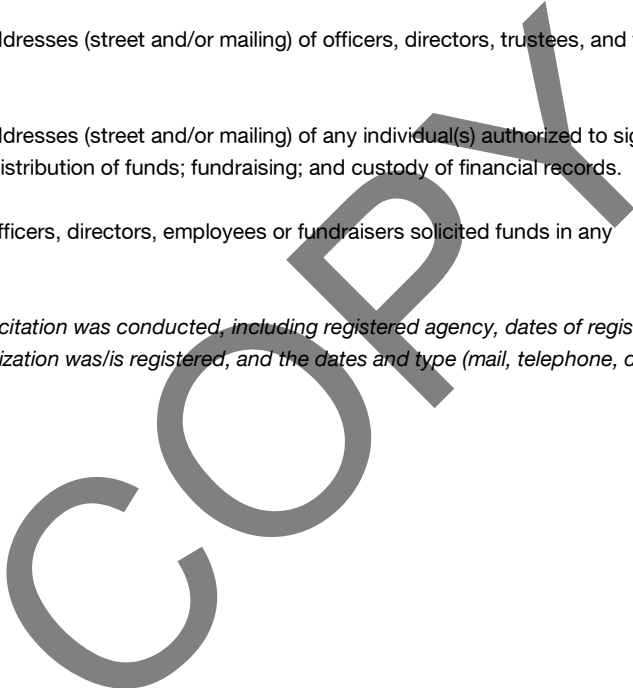 ddresses (street and/or mailing) of officers, directors, trustees, and
ddresses (street and/or mailing) of any individual(s) authorized to sig
istribution of funds; fundraising; and custody of financial records.
fficers, directors, employees or fundraisers solicited funds in any
citation was conducted, including registered agency, dates of regis
ization was/is registered, and the dates and type (mail, telephone, d
COPY